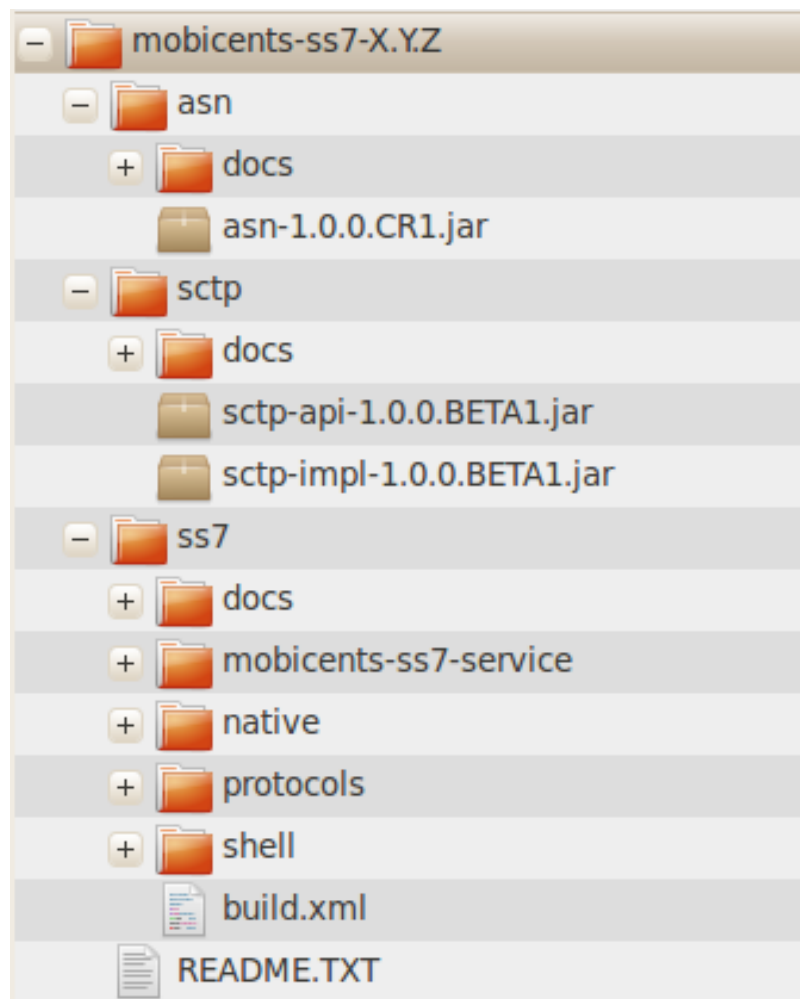 mobicents-ss7-X.Y.Z
asn
docs
asn-1.0.0.CR1.jar
sctp
docs
sctp-api-1.0.0.BETA1.jar
sctp-impl-1.0.0.BETA1.jar
ss7
docs
mobicents-ss7-service
native
protocols
shell
build.xml
README.TXT